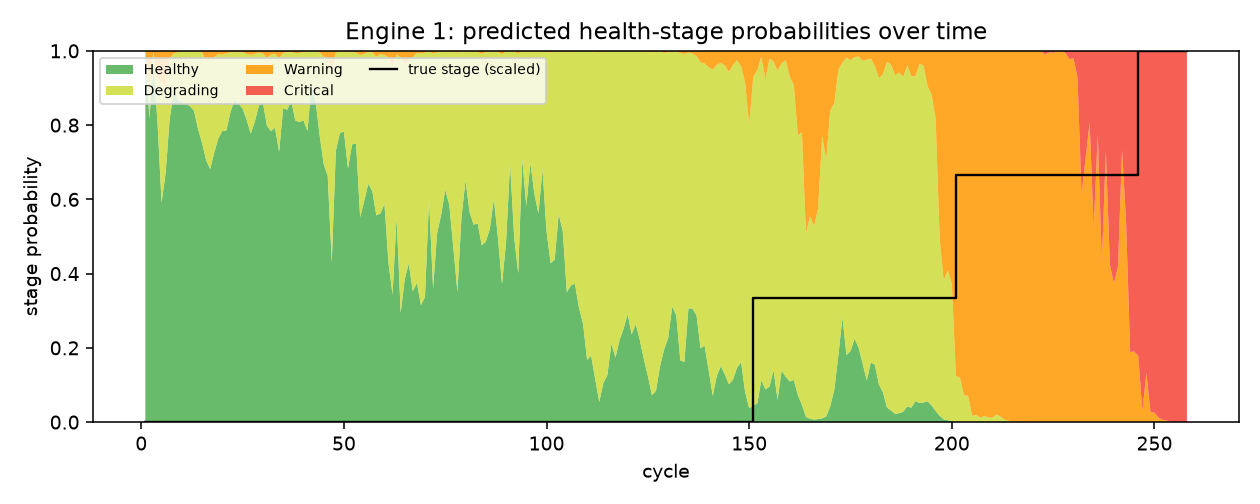 Engine 1: predicted health-stage probabilities over time
Healthy Warning true stage (scaled)
Degrading Critical
stage probability
1.0
0.8
0.6
0.4
0.2
0.0
0 50 100 150 200 250
cycle